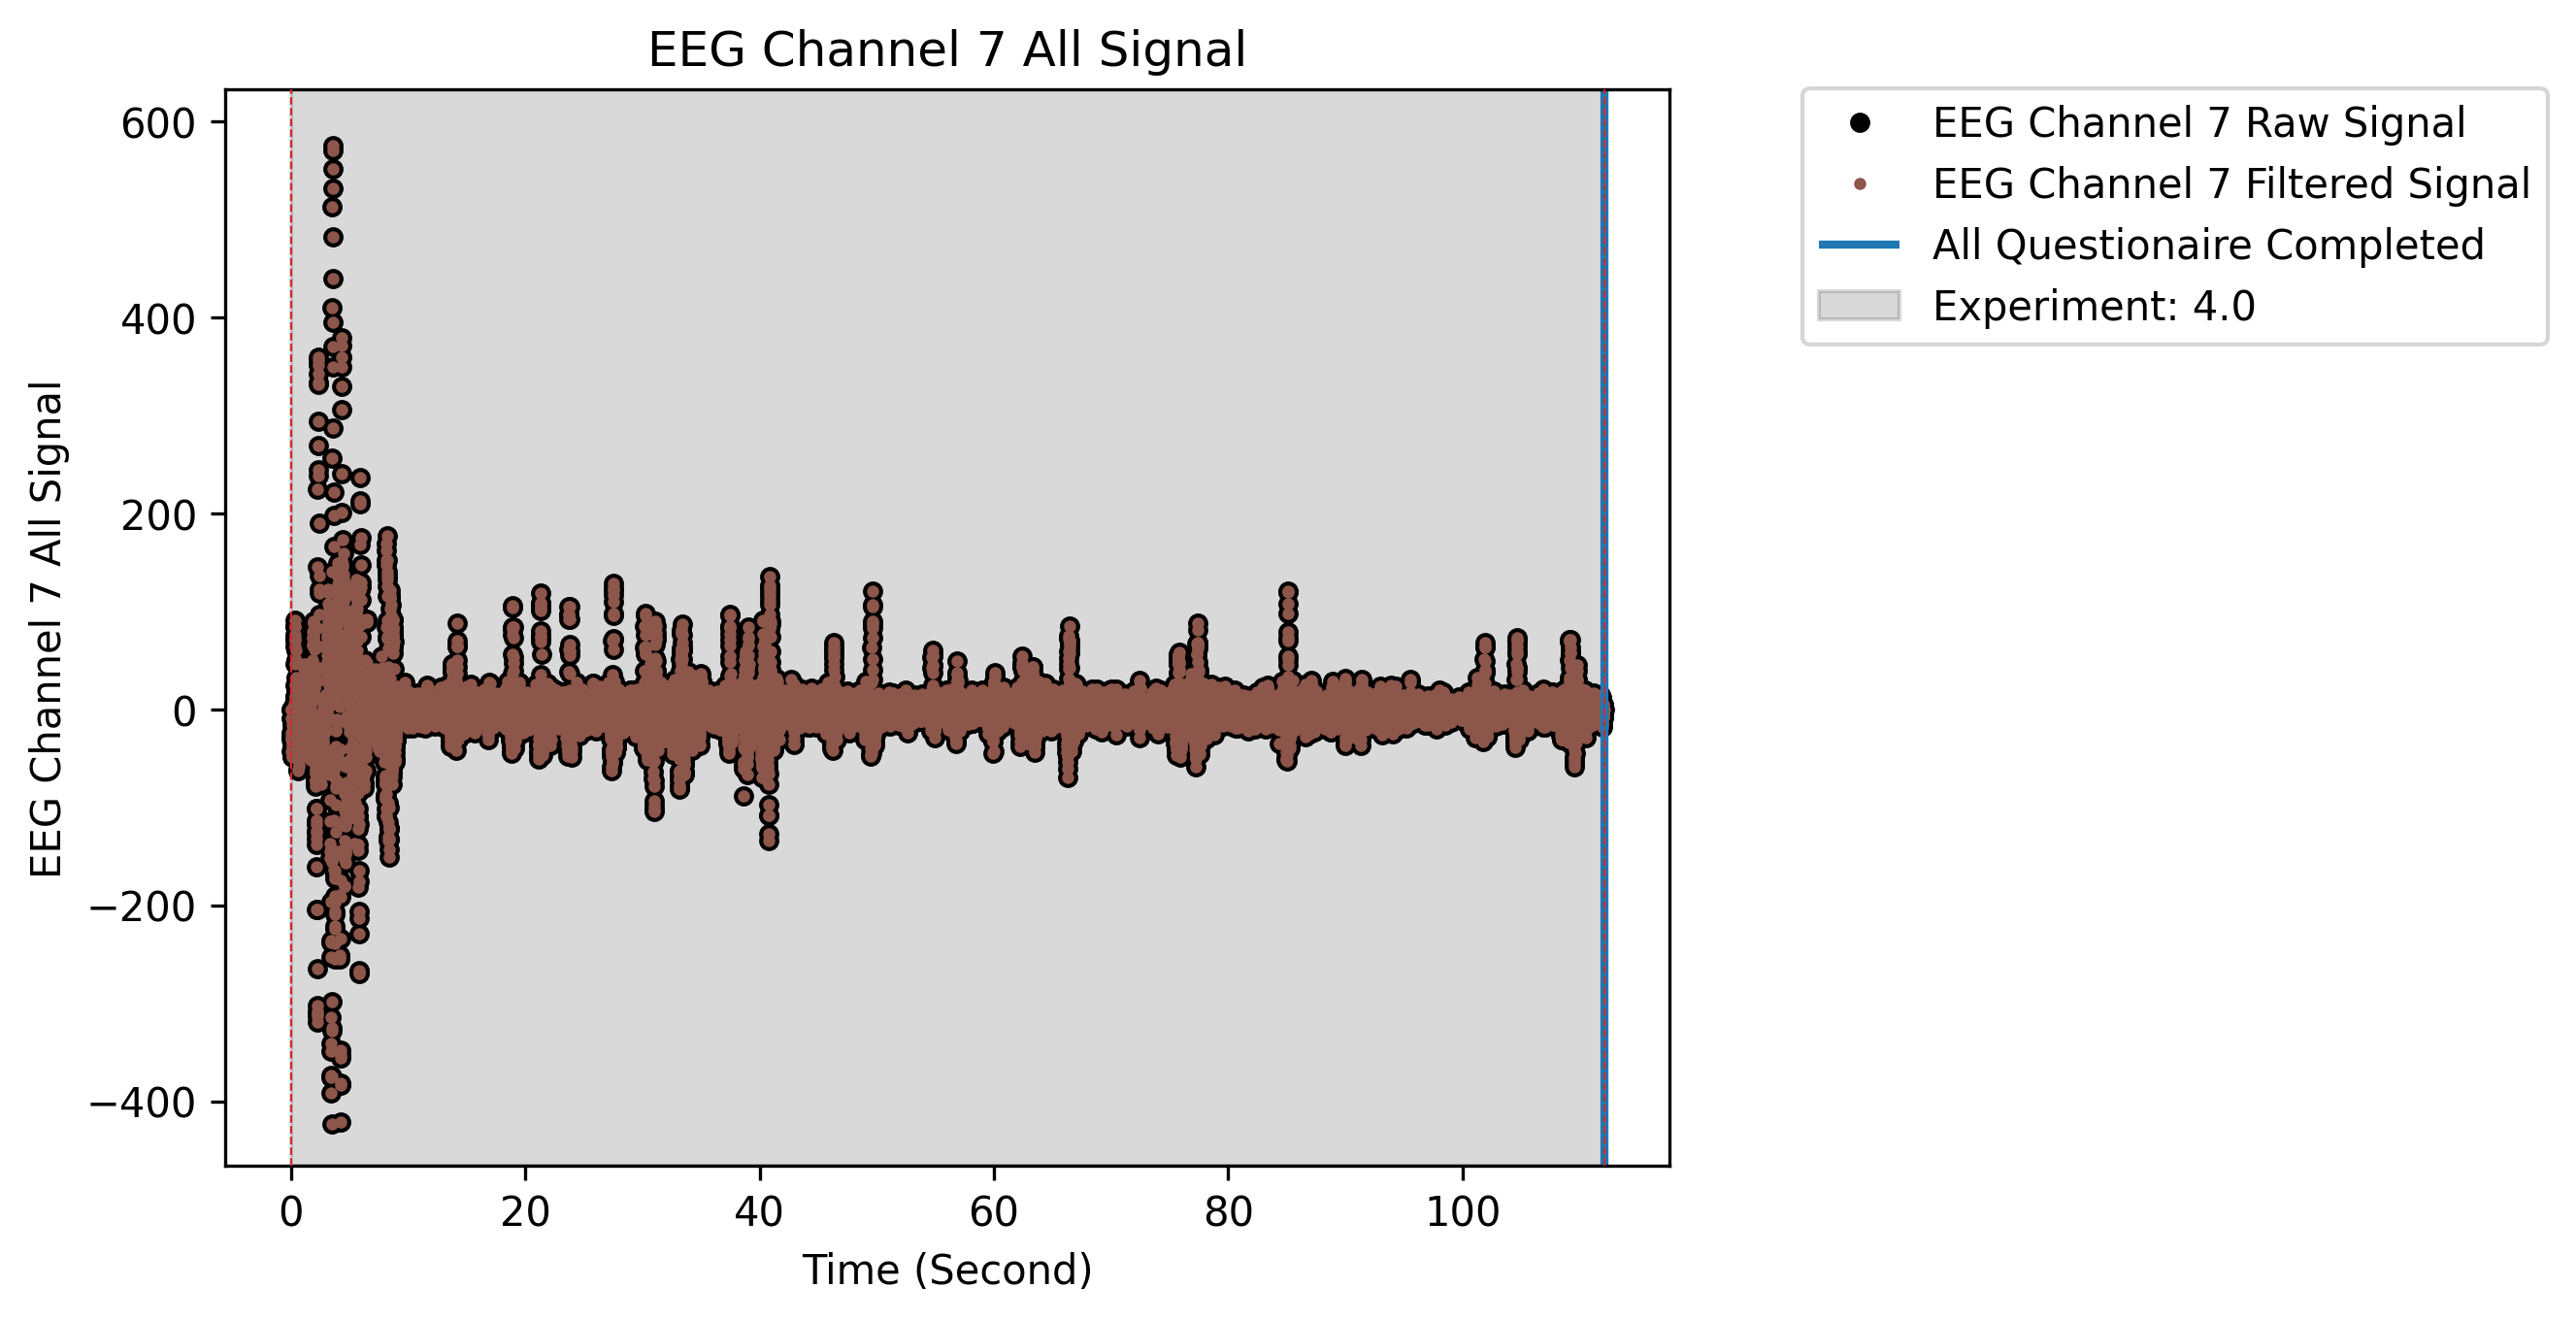 EEG Channel 7 All Signal
EEG Channel 7 All Signal
600
400
200
0
−200
−400
0
20
40
60
80
100
Time (Second)
EEG Channel 7 Raw Signal
EEG Channel 7 Filtered Signal
All Questionaire Completed
Experiment: 4.0